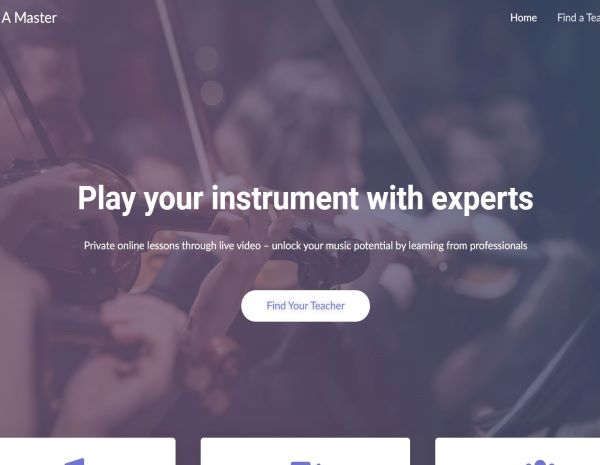 A Master
Home Find a Tea
Play your instrument with experts
Private online lessons through live video – unlock your music potential by learning from professionals
Find Your Teacher